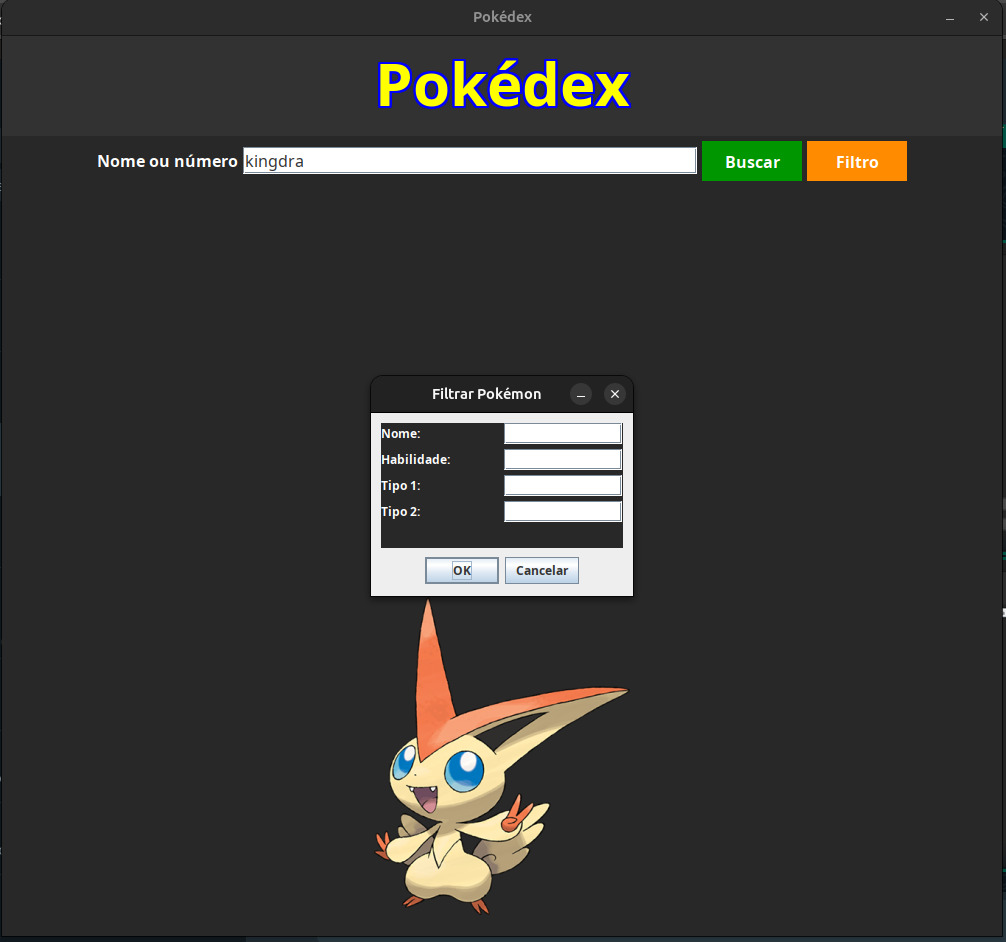 Pokédex
Pokédex
Nome ou número kingdra Buscar Filtro
Filtrar Pokémon
Nome:
Habilidade:
Tipo 1:
Tipo 2:
OK Cancelar